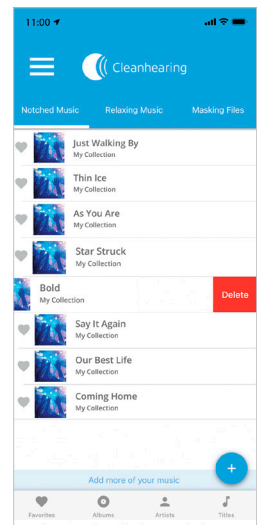 11:00
Cleanhearing
Notched Music Relaxing Music Masking Files
Just Walking By
My Collection
Thin Ice
My Collection
As You Are
My Collection
Star Struck
My Collection
Bold
My Collection
Delete
Say It Again
My Collection
Our Best Life
My Collection
Coming Home
My Collection
+
Add more of your music
Favorites Albums Artists Titles